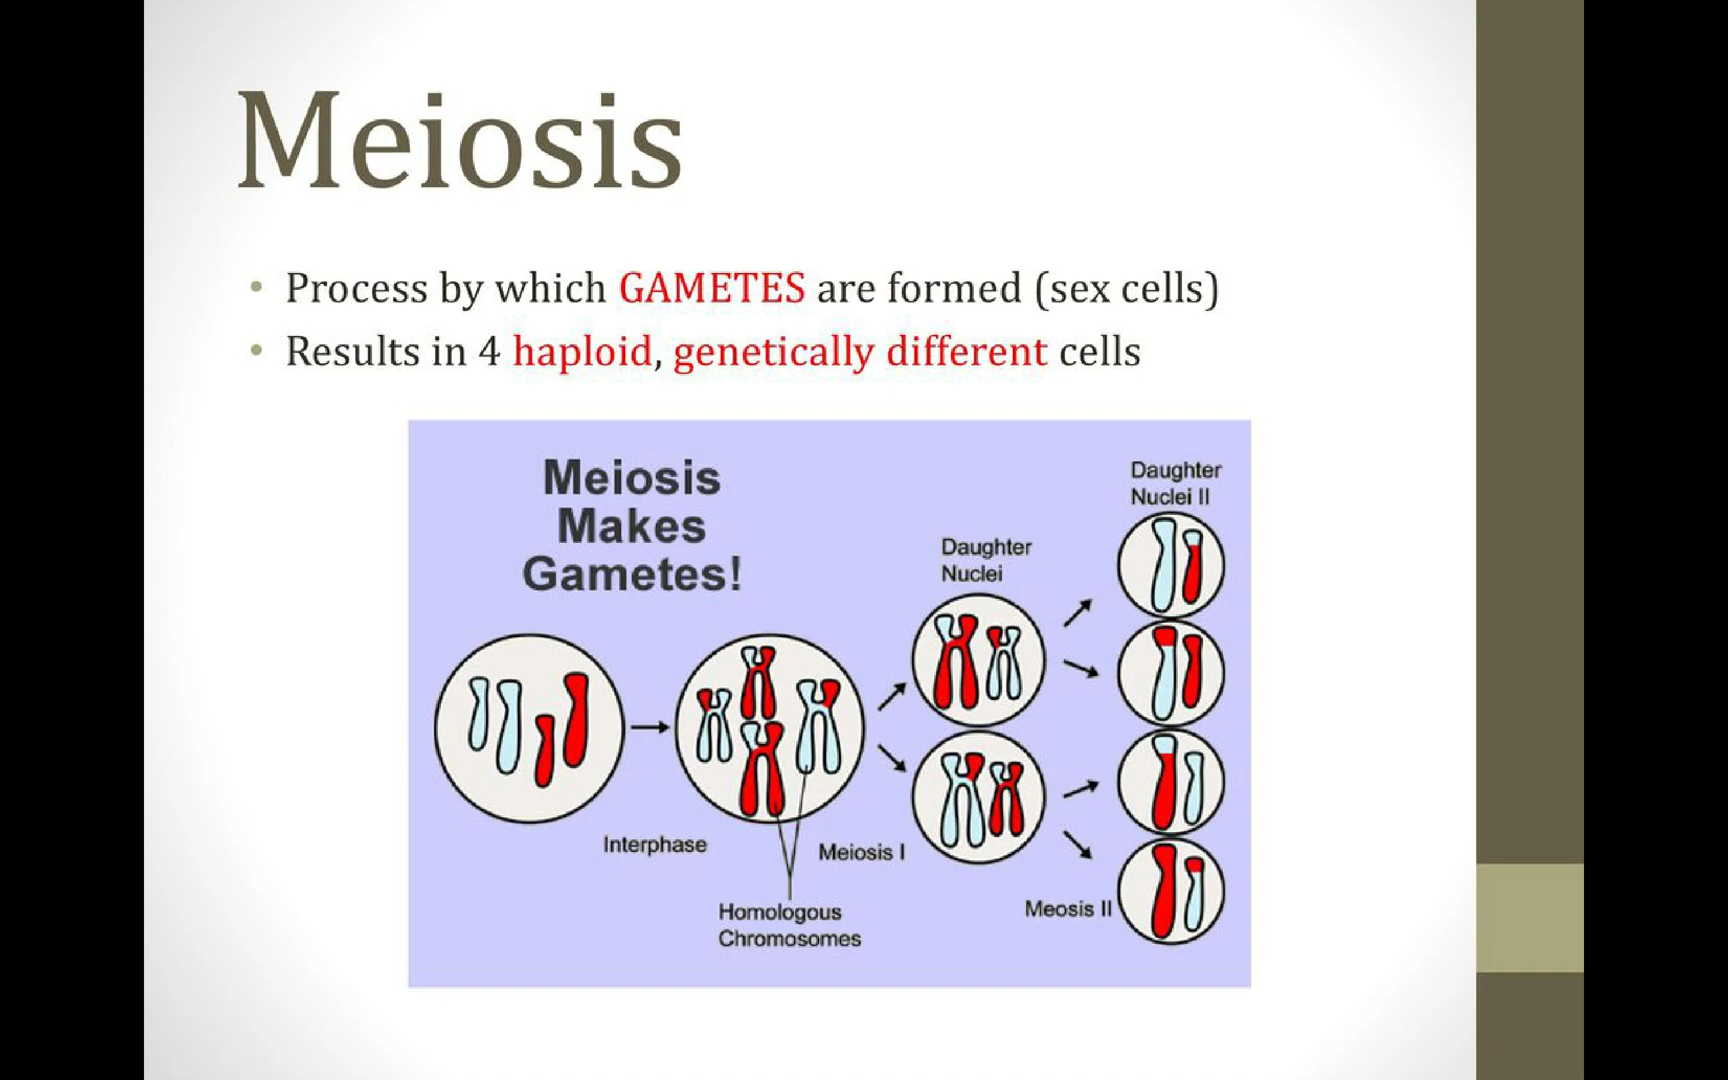 Meiosis
• Process by which GAMETES are formed (sex cells)
• Results in 4 haploid, genetically different cells
Meiosis
Makes
Gametes!
Daughter
Nuclei
Daughter
Nuclei II
Interphase
Meiosis I
Homologous
Chromosomes
Meosis II